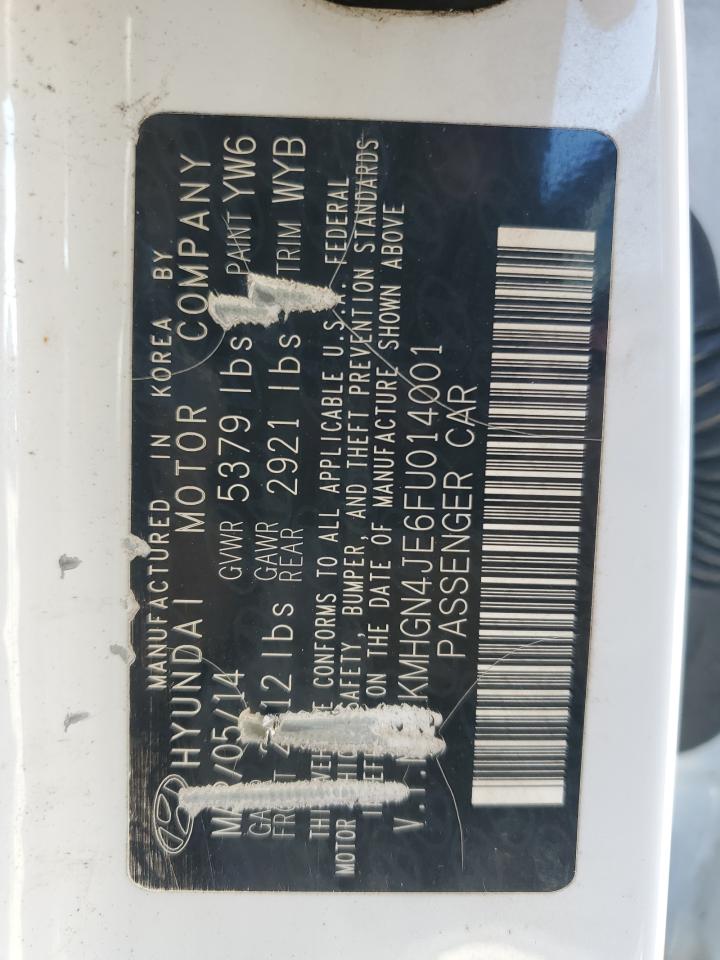 MANUFACTURED IN KOREA BY
HYUNDAI MOTOR COMPANY
/05/14 GVWR 5379 lbs PAINT YW6
GAWR GAWR
FRONT 12 lbs REAR 2921 lbs TRIM WYB
CONFORMS TO ALL APPLICABLE U.S. FEDERAL
MOTOR SAFETY, BUMPER, AND THEFT PREVENTION STANDARDS
ON THE DATE OF MANUFACTURE SHOWN ABOVE
KMHGN4JE6FU014001
PASSENGER CAR